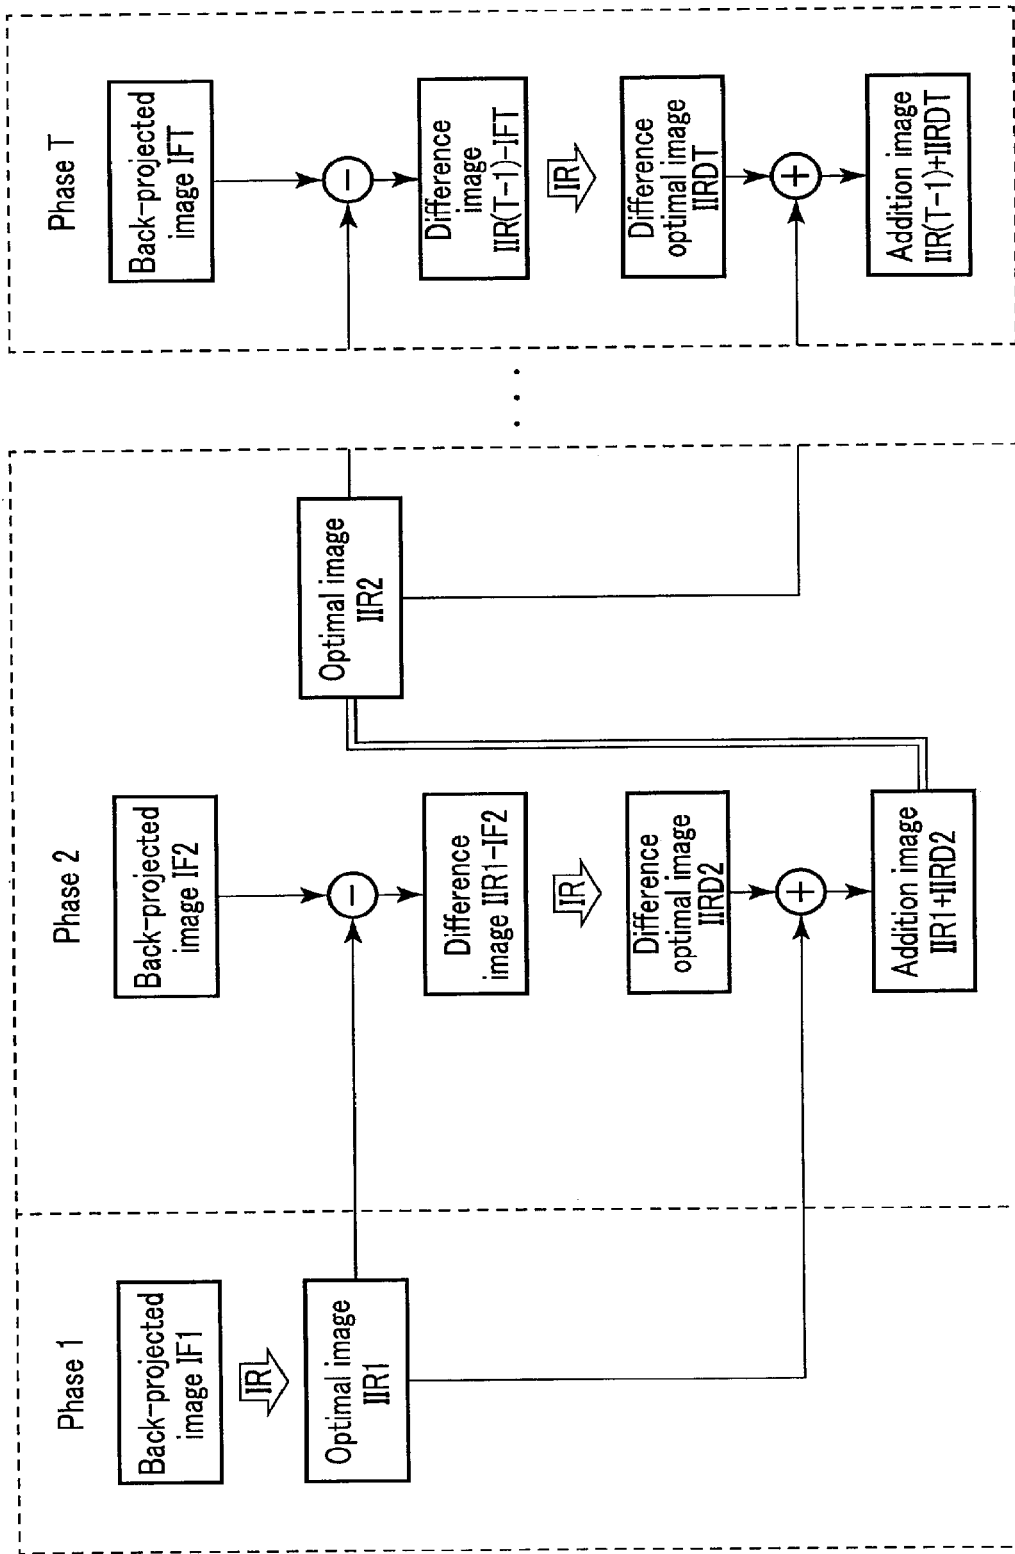 Phase 1
Back-projected
image IF1
IR
Optimal image
IIR1
Phase 2
Back-projected
image IF2
−
Difference
image IIR1-IF2
IR
Difference
optimal image
IIRD2
+
Addition image
IIR1+IIRD2
Optimal image
IIR2
. . .
Phase T
Back-projected
image IFT
−
Difference
image
IIR(T-1)-IFT
IR
Difference
optimal image
IIRDT
+
Addition image
IIR(T-1)+IIRDT